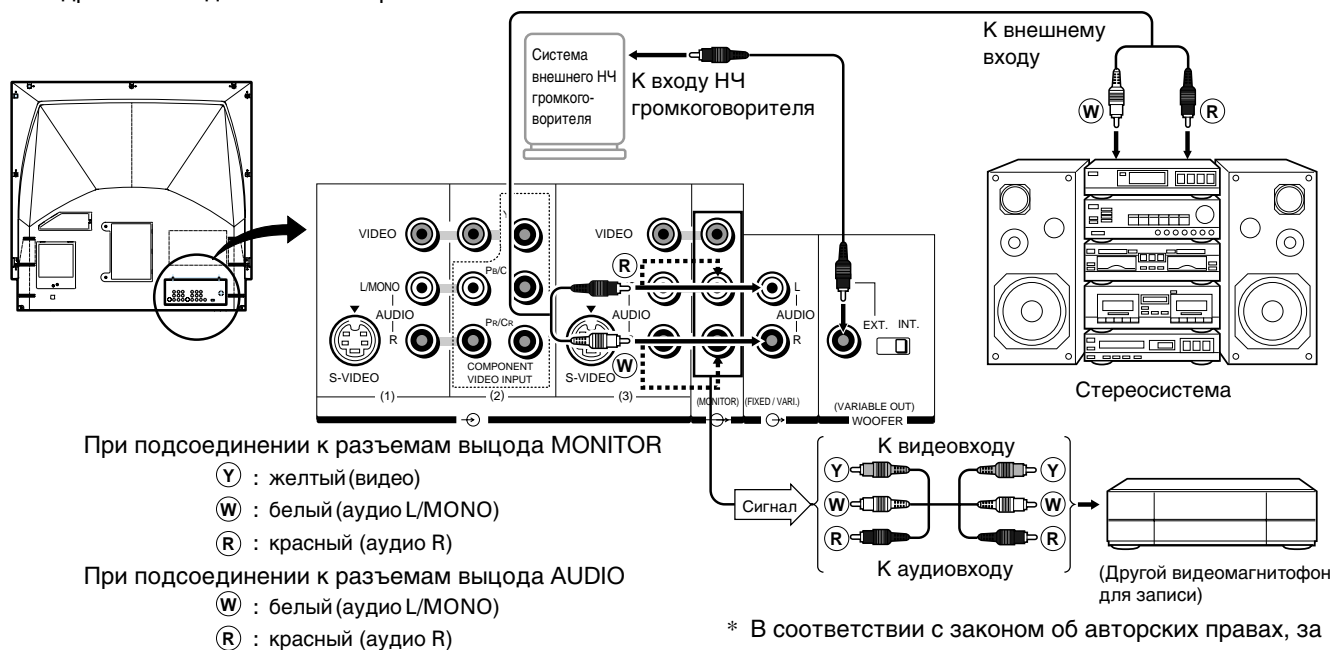 К внешнему
входу
Система
внешнего НЧ
громкого-
ворителя
К входу НЧ
громкоговорителя
W
R
VIDEO
L/MONO
AUDIO
R
S-VIDEO
(1)
PB/C
PR/CR
COMPONENT
VIDEO INPUT
(2)
VIDEO
R
AUDIO
W
S-VIDEO
(3)
(MONITOR)
L
AUDIO
R
(FIXED / VARI.)
EXT. INT.
(VARIABLE OUT)
WOOFER
Стереосистема
При подсоединении к разъемам выцода MONITOR
Y : желтый (видео)
W : белый (аудио L/MONO)
R : красный (аудио R)
При подсоединении к разъемам выцода AUDIO
W : белый (аудио L/MONO)
R : красный (аудио R)
Сигнал
К видеовходу
Y
Y
W
W
R
R
К аудиовходу
(Другой видеомагнитофон
для записи)
* В соответствии с законом об авторских правах, за